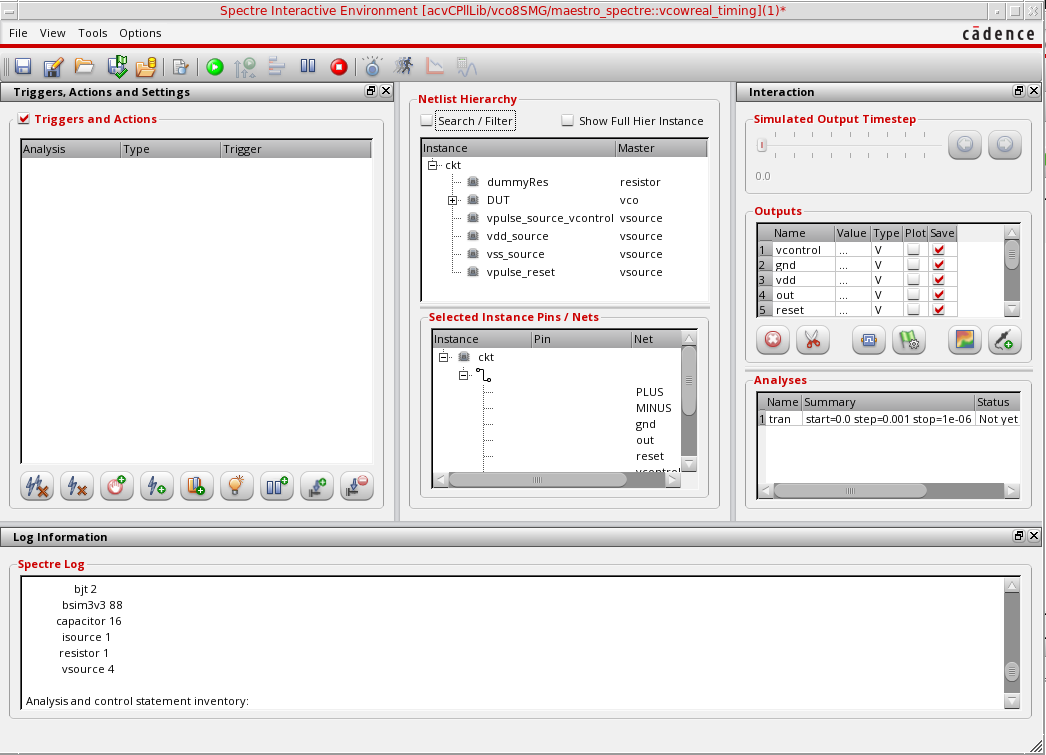 Spectre Interactive Environment [acvCPllLib/vco8SMG/maestro_spectre::vcowreal_timing](1)*
File View Tools Options
cādence
Triggers, Actions and Settings
Triggers and Actions
Analysis Type Trigger
Netlist Hierarchy
Search / Filter Show Full Hier Instance
Instance Master
ckt
dummyRes resistor
DUT vco
vpulse_source_vcontrol vsource
vdd_source vsource
vss_source vsource
vpulse_reset vsource
Selected Instance Pins / Nets
Instance Pin Net
ckt
PLUS
MINUS
gnd
out
reset
vcontrol
Interaction
Simulated Output Timestep
0.0
Outputs
Name Value Type Plot Save
1 vcontrol ... V
2 gnd ... V
3 vdd ... V
4 out ... V
5 reset ... V
Analyses
Name Summary Status
1 tran start=0.0 step=0.001 stop=1e-06 Not yet
Log Information
Spectre Log
bjt 2
bsim3v3 88
capacitor 16
isource 1
resistor 1
vsource 4
Analysis and control statement inventory: